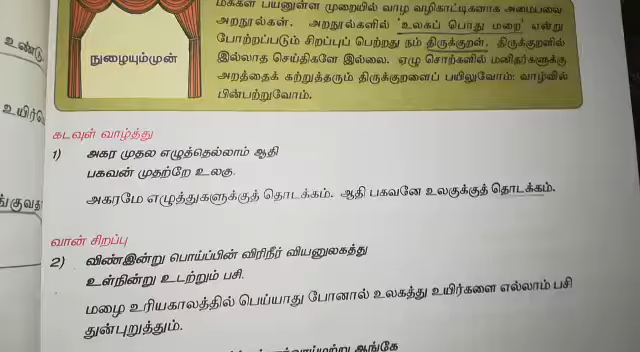 மக்கள் பயனுள்ள முறையில் வாழ வழிகாட்டிகளாக அமைபவை
அறநூல்கள். அறநூல்களில் 'உலகப் பொது மறை' என்று
போற்றப்படும் சிறப்புப் பெற்றது நம் திருக்குறள். திருக்குறளில்
இல்லாத செய்திகளே இல்லை. ஏழு சொற்களில் மனிதர்களுக்கு
அறத்தைக் கற்றுத்தரும் திருக்குறளைப் பயிலுவோம்: வாழ்வில்
பின்பற்றுவோம்.
நுழையும்முன்
கடவுள் வாழ்த்து
1) அகர முதல எழுத்தெல்லாம் ஆதி
பகவன் முதற்றே உலகு.
அகரமே எழுத்துகளுக்குத் தொடக்கம். ஆதி பகவனே உலகுக்குத் தொடக்கம்.
வான் சிறப்பு
2) விண்இன்று பொய்ப்பின் விரிநீர் வியனுலகத்து
உள்நின்று உடற்றும் பசி.
மழை உரியகாலத்தில் பெய்யாது போனால் உலகத்து உயிர்களை எல்லாம் பசி
துன்புறுத்தும்.
ஆங்கே